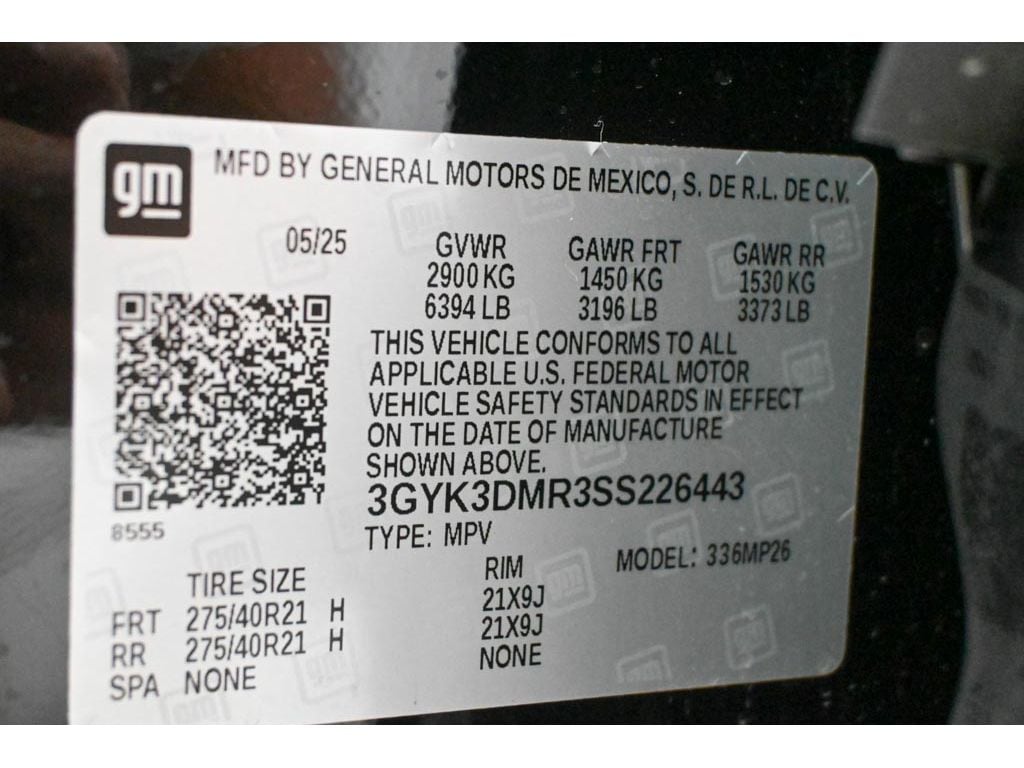 gm
MFD BY GENERAL MOTORS DE MEXICO, S. DE R.L. DE C.V.
05/25 GVWR GAWR FRT GAWR RR
2900 KG 1450 KG 1530 KG
6394 LB 3196 LB 3373 LB
THIS VEHICLE CONFORMS TO ALL
APPLICABLE U.S. FEDERAL MOTOR
VEHICLE SAFETY STANDARDS IN EFFECT
ON THE DATE OF MANUFACTURE
SHOWN ABOVE.
3GYK3DMR3SS226443
8555
TYPE: MPV
MODEL: 336MP26
TIRE SIZE RIM
FRT 275/40R21 H 21X9J
RR 275/40R21 H 21X9J
SPA NONE NONE